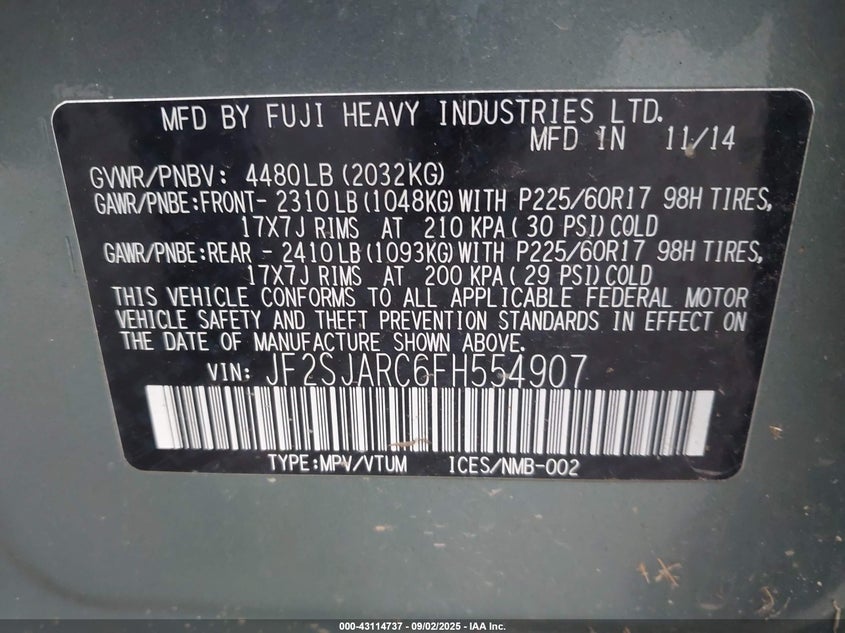 MFD BY FUJI HEAVY INDUSTRIES LTD.
MFD IN 11/14
GVWR/PNBV: 4480LB (2032KG)
GAWR/PNBE:FRONT- 2310LB (1048KG) WITH P225/60R17 98H TIRES,
17X7J RIMS AT 210 KPA ( 30 PSI) COLD
GAWR/PNBE:REAR - 2410LB (1093KG) WITH P225/60R17 98H TIRES,
17X7J RIMS AT 200 KPA ( 29 PSI) COLD
THIS VEHICLE CONFORMS TO ALL APPLICABLE FEDERAL MOTOR
VEHICLE SAFETY AND THEFT PREVENTION STANDARDS IN EFFECT ON
THE DATE OF MANUFACTURE SHOWN ABOVE.
VIN: JF2SJARC6FH554907
TYPE:MPV/VTUM ICES/NMB-002
000-43114737 - 09/02/2025 - IAA Inc.